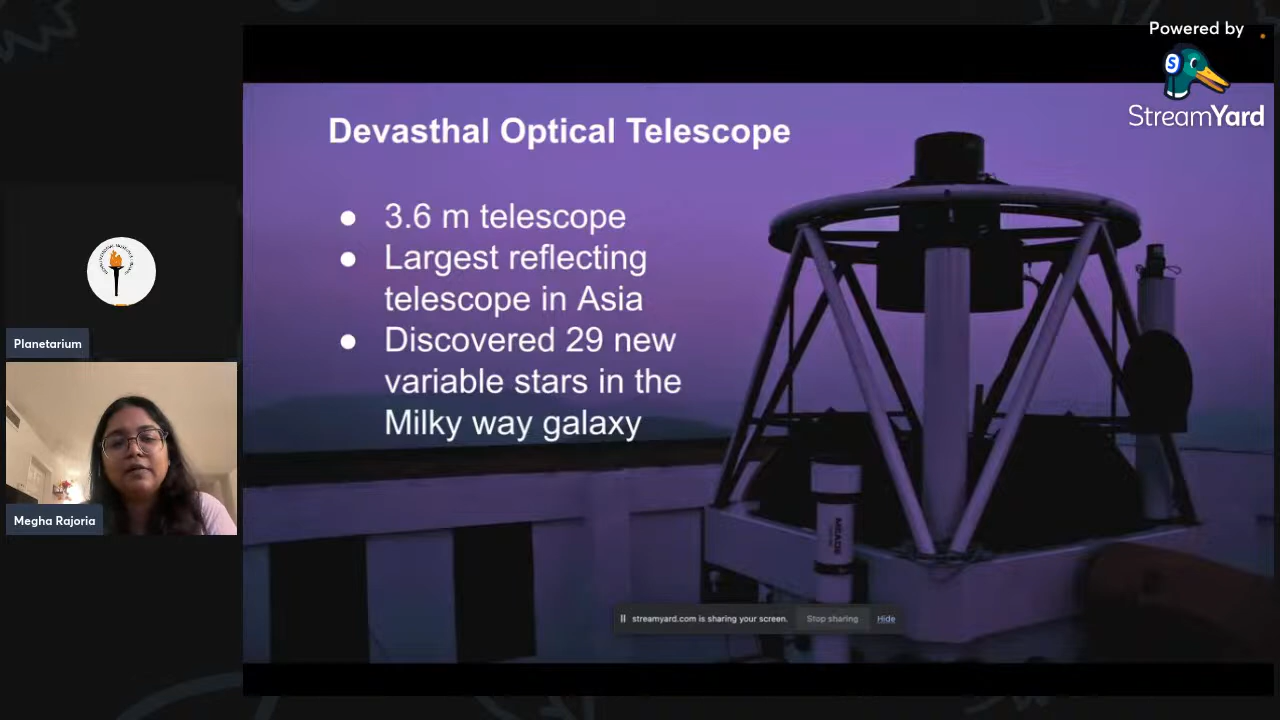 Powered by
StreamYard
Devasthal Optical Telescope
● 3.6 m telescope
● Largest reflecting
telescope in Asia
● Discovered 29 new
variable stars in the
Milky way galaxy
Planetarium
Megha Rajoria
MEADE
streamyard.com is sharing your screen.
Stop sharing
Hide